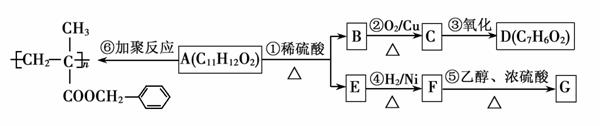 CH₃
⁅CH₂—C⁆ₙ ⑥加聚反应 A(C₁₁H₁₂O₂) ①稀硫酸 △
COOCH₂
B ②O₂/Cu △ C ③氧化 D(C₇H₆O₂)
E ④H₂/Ni △ F ⑤乙醇、浓硫酸 △ G